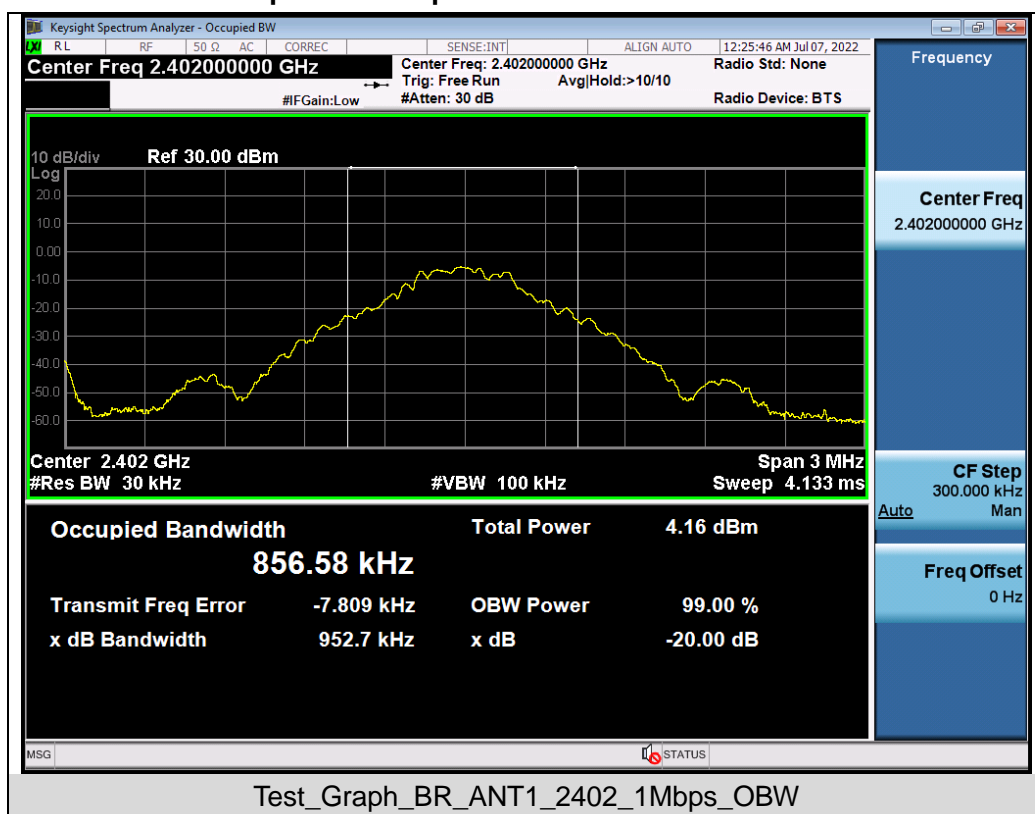 Keysight Spectrum Analyzer - Occupied BW
LXI RL RF 50 Ω AC CORREC SENSE:INT ALIGN AUTO 12:25:46 AM Jul 07, 2022
Center Freq 2.402000000 GHz
Center Freq: 2.402000000 GHz
Radio Std: None
Trig: Free Run Avg|Hold:>10/10
#IFGain:Low
#Atten: 30 dB
Radio Device: BTS
10 dB/div Ref 30.00 dBm
Log
20.0
10.0
0.00
-10.0
-20.0
-30.0
-40.0
-50.0
-60.0
Center 2.402 GHz Span 3 MHz
#Res BW 30 kHz #VBW 100 kHz Sweep 4.133 ms
Occupied Bandwidth Total Power 4.16 dBm
856.58 kHz
Transmit Freq Error -7.809 kHz OBW Power 99.00 %
x dB Bandwidth 952.7 kHz x dB -20.00 dB
MSG STATUS
Frequency
Center Freq
2.402000000 GHz
CF Step
300.000 kHz
Auto Man
Freq Offset
0 Hz
Test_Graph_BR_ANT1_2402_1Mbps_OBW